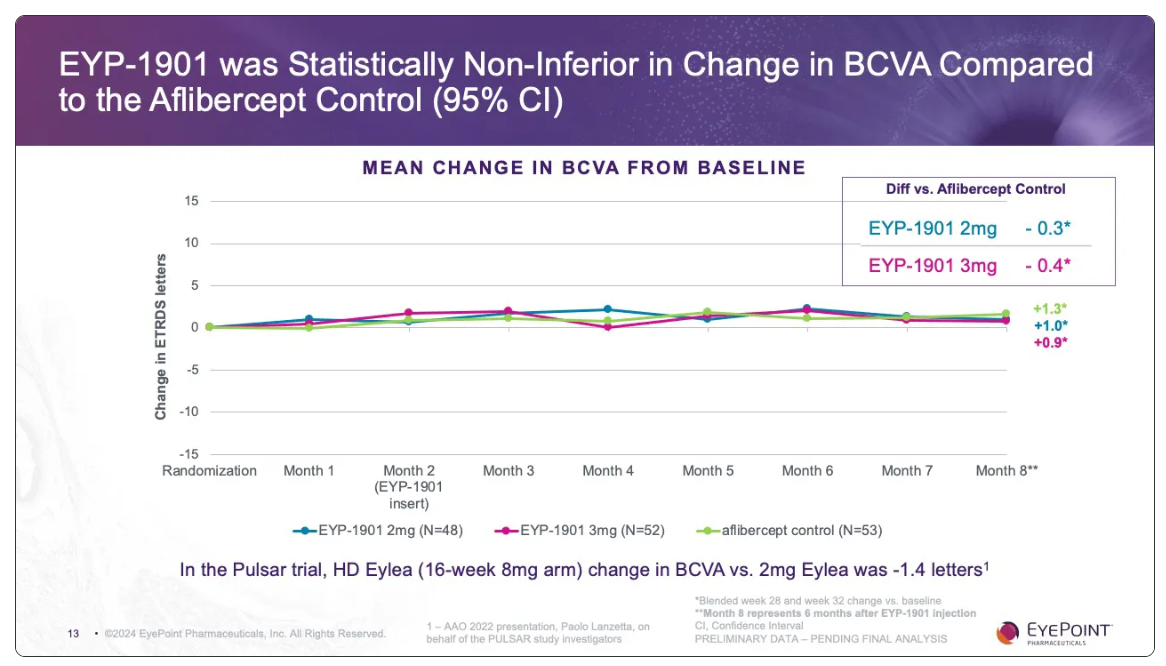 EYP-1901 was Statistically Non-Inferior in Change in BCVA Compared
to the Aflibercept Control (95% CI)
MEAN CHANGE IN BCVA FROM BASELINE
Diff vs. Aflibercept Control
EYP-1901 2mg - 0.3*
EYP-1901 3mg - 0.4*
Change in ETRDS letters
15
10
5
0
-5
-10
-15
+1.3*
+1.0*
+0.9*
Randomization Month 1 Month 2 Month 3 Month 4 Month 5 Month 6 Month 7 Month 8**
(EYP-1901
insert)
EYP-1901 2mg (N=48) EYP-1901 3mg (N=52) aflibercept control (N=53)
In the Pulsar trial, HD Eylea (16-week 8mg arm) change in BCVA vs. 2mg Eylea was -1.4 letters¹
13 • ©2024 EyePoint Pharmaceuticals, Inc. All Rights Reserved.
1 – AAO 2022 presentation, Paolo Lanzetta, on
behalf of the PULSAR study investigators
*Blended week 28 and week 32 change vs. baseline
**Month 8 represents 6 months after EYP-1901 injection
CI, Confidence Interval
PRELIMINARY DATA – PENDING FINAL ANALYSIS
EYEPOINT
PHARMACEUTICALS